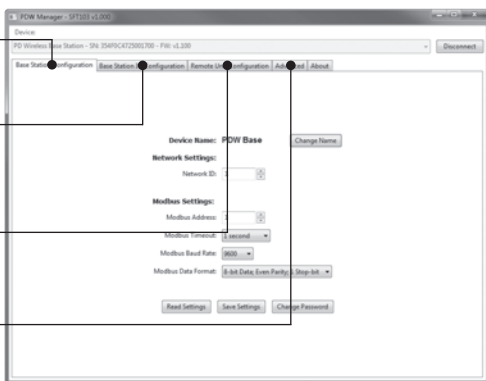 PDW Manager - SFT103 v1.000
Device:
PD Wireless Base Station - SN: 354P0C4725001700 - FW: v1.100
Disconnect
Base Station Configuration Base Station Configuration Remote Unit Configuration Advanced About
Device Name: PDW Base Change Name
Network Settings:
Network ID:
Modbus Settings:
Modbus Address:
Modbus Timeout: 1 second
Modbus Baud Rate: 9600
Modbus Data Format: 8-bit Date; Even Parity; 1 Stop-bit
Read Settings Save Settings Change Password